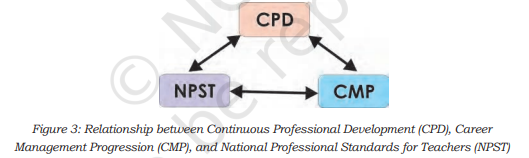 CPD
NPST
CMP
Figure 3: Relationship between Continuous Professional Development (CPD), Career
Management Progression (CMP), and National Professional Standards for Teachers (NPST)